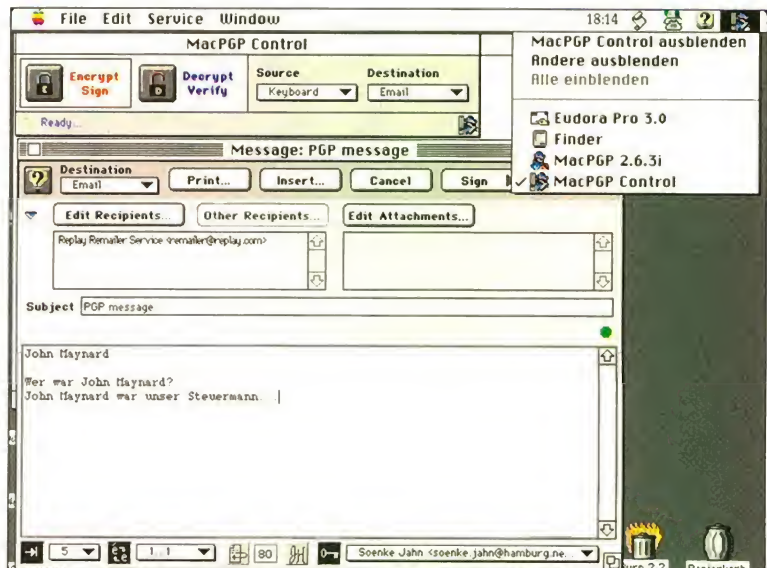 File Edit Service Window 18:14
MacPGP Control
Encrypt Sign
Decrypt Verify
Source
Keyboard
Destination
Email
Ready...
MacPGP Control ausblenden
Andere ausblenden
Alle einblenden
Eudora Pro 3.0
Finder
MacPGP 2.6.3i
MacPGP Control
Message: PGP message
Destination
Email
Print...
Insert...
Cancel
Sign
Edit Recipients...
Other Recipients...
Edit Attachments...
Replay Remailer Service <remailer@replay.com>
Subject PGP message
John Maynard
Wer war John Maynard?
John Maynard war unser Steuermann...
5
1..1
80
Soenke Jahn <soenke.jahn@hamburg.ne...
2.2